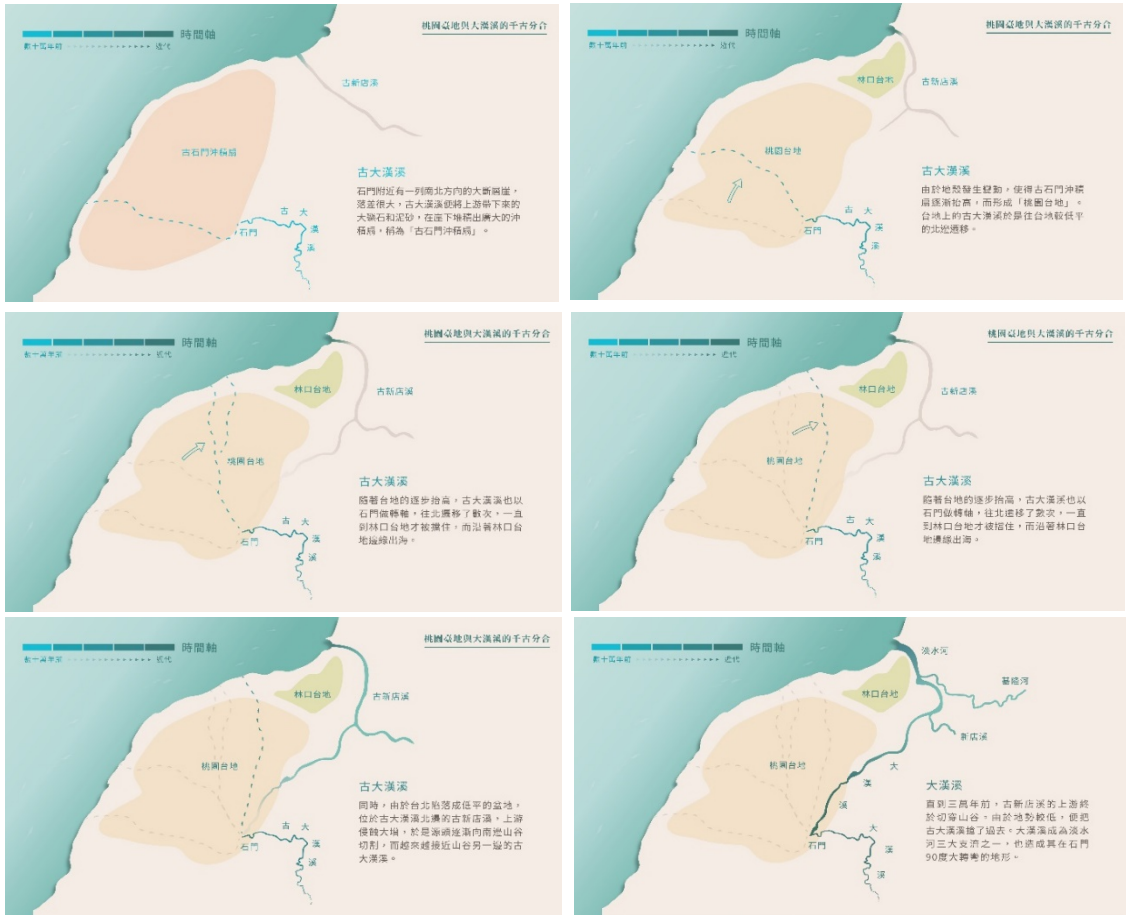 時間軸
數十萬年前 近代
桃園臺地與大漢溪的千古分合
古新店溪
古石門沖積扇
古大漢溪
石門附近有一列南北方向的大斷層崖，
落差很大，古大漢溪便將上游帶下來的
大礫石和泥砂，在崖下堆積出廣大的沖
積扇，稱為「古石門沖積扇」。
古大漢溪
石門
時間軸
數十萬年前 近代
桃園臺地與大漢溪的千古分合
林口台地
古新店溪
桃園台地
古大漢溪
由於地殼發生變動，使得古石門沖積
扇逐漸抬高，而形成「桃園台地」。
台地上的古大漢溪於是往台地較低平
的北邊遷移。
古大漢溪
石門
時間軸
數十萬年前 近代
桃園臺地與大漢溪的千古分合
林口台地
古新店溪
桃園台地
古大漢溪
隨著台地的逐步抬高，古大漢溪也以
石門做轉軸，往北遷移了數次，一直
到林口台地才被擋住，而沿著林口台
地邊緣出海。
古大漢溪
石門
時間軸
數十萬年前 近代
桃園臺地與大漢溪的千古分合
林口台地
古新店溪
桃園台地
古大漢溪
隨著台地的逐步抬高，古大漢溪也以
石門做轉軸，往北遷移了數次，一直
到林口台地才被擋住，而沿著林口台
地邊緣出海。
古大漢溪
石門
時間軸
數十萬年前 近代
桃園臺地與大漢溪的千古分合
林口台地
古新店溪
桃園台地
古大漢溪
同時，由於台北陷落成低平的盆地，
位於古大漢溪北邊的古新店溪，上游
侵蝕大增，於是源頭逐漸向南邊山谷
切割，而越來越接近山谷另一邊的古
大漢溪。
古大漢溪
石門
時間軸
數十萬年前 近代
桃園臺地與大漢溪的千古分合
淡水河
基隆河
林口台地
新店溪
桃園台地
大漢溪
大漢溪
直到三萬年前，古新店溪的上游終
於切穿山谷。由於地勢較低，便把
古大漢溪搶了過去。大漢溪成為淡水
河三大支流之一，也造成其在石門
90度大轉彎的地形。
石門
大漢溪